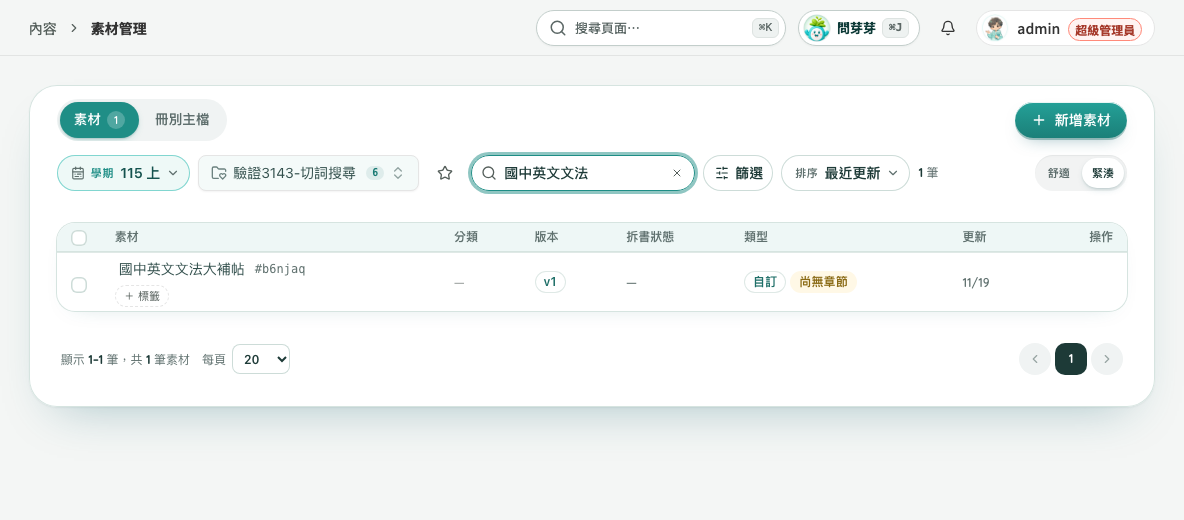 內容 > 素材管理
搜尋頁面⋯ ⌘K
問芽芽 ⌘J
admin 超級管理員
素材 1 冊別主檔
+ 新增素材
學期 115 上
驗證3143-切詞搜尋 6
國中英文文法 ×
篩選
排序 最近更新
1 筆
舒適 緊湊
素材 分類 版本 拆書狀態 類型 更新 操作
國中英文文法大補帖 #b6njaq — v1 — 自訂 尚無章節 11/19
+ 標籤
顯示 1-1 筆，共 1 筆素材 每頁 20
‹ 1 ›